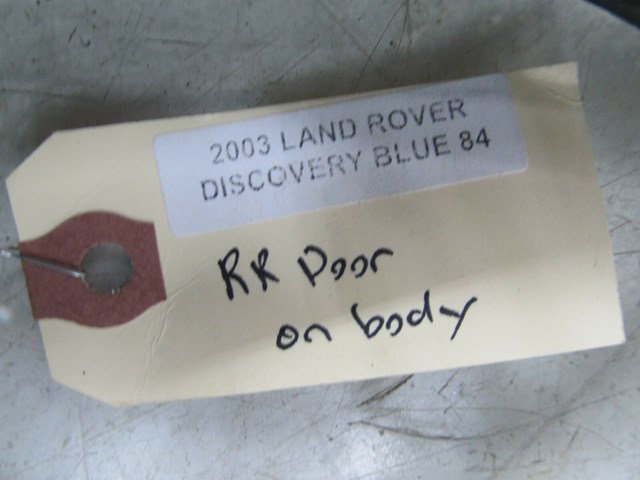 2003 LAND ROVER
DISCOVERY BLUE 84
RR Door
on body